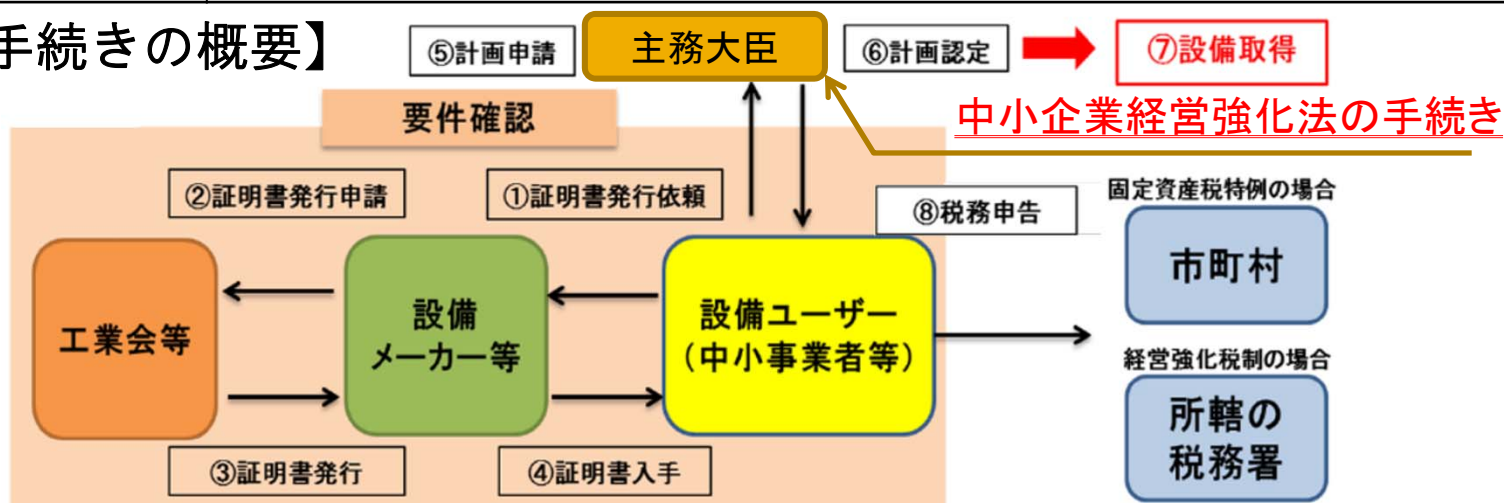 手続きの概要】
⑤計画申請
主務大臣
⑥計画認定
⑦設備取得
中小企業経営強化法の手続き
要件確認
②証明書発行申請
①証明書発行依頼
⑧税務申告
固定資産税特例の場合
市町村
工業会等
設備
メーカー等
設備ユーザー
(中小事業者等)
経営強化税制の場合
所轄の
税務署
③証明書発行
④証明書入手